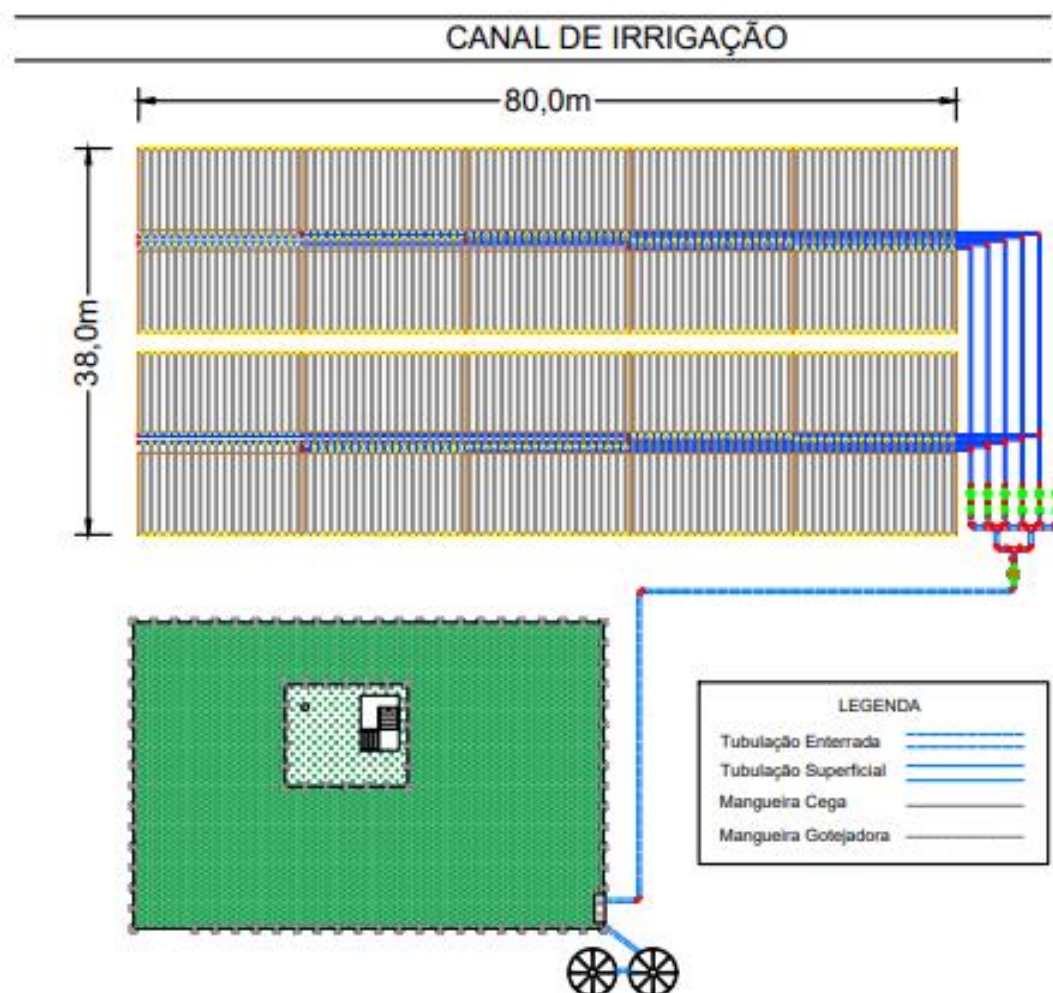 CANAL DE IRRIGAÇÃO
80,0m
38,0m
LEGENDA
Tubulação Enterrada
Tubulação Superficial
Mangueira Cega
Mangueira Gotejadora